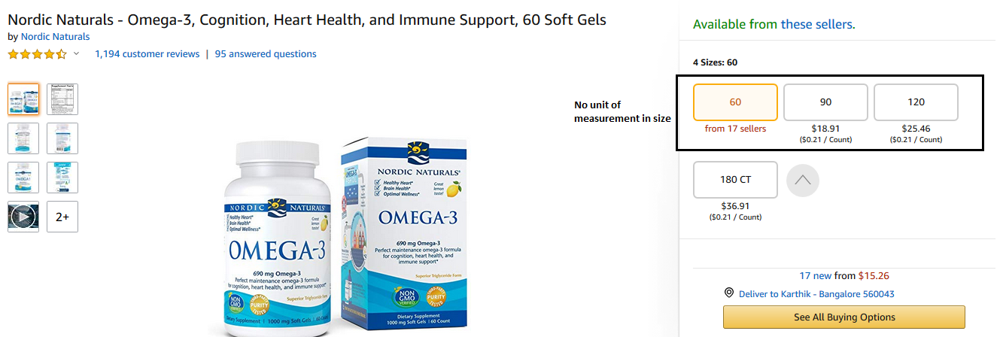 Nordic Naturals - Omega-3, Cognition, Heart Health, and Immune Support, 60 Soft Gels
by Nordic Naturals
1,194 customer reviews | 95 answered questions
2+
NORDIC NATURALS
Healthy Heart*
Brain Health*
Optimal Wellness*
Great
lemon
taste!
OMEGA-3
690 mg Omega-3
Perfect maintenance omega-3 formula
for cognition, heart health, and
immune support*
Superior Triglyceride Form
NON
GMO
VERIFIED
THIRD-PARTY
PURITY
TESTED
Dietary Supplement | 1000 mg Soft Gels | 60 Count
NORDIC NATURALS®
Healthy Heart*
Brain Health*
Optimal Wellness*
Great
lemon
taste!
OMEGA-3
690 mg Omega-3
Perfect maintenance omega-3 formula
for cognition, heart health, and
immune support*
Superior Triglyceride Form
NON
GMO
VERIFIED
THIRD-PARTY
PURITY
TESTED
Dietary Supplement
1000 mg Soft Gels | 60 Count
No unit of
measurement in size
Available from these sellers.
4 Sizes: 60
60 90 120
from 17 sellers $18.91 $25.46
($0.21 / Count) ($0.21 / Count)
180 CT
$36.91
($0.21 / Count)
17 new from $15.26
Deliver to Karthik - Bangalore 560043
See All Buying Options